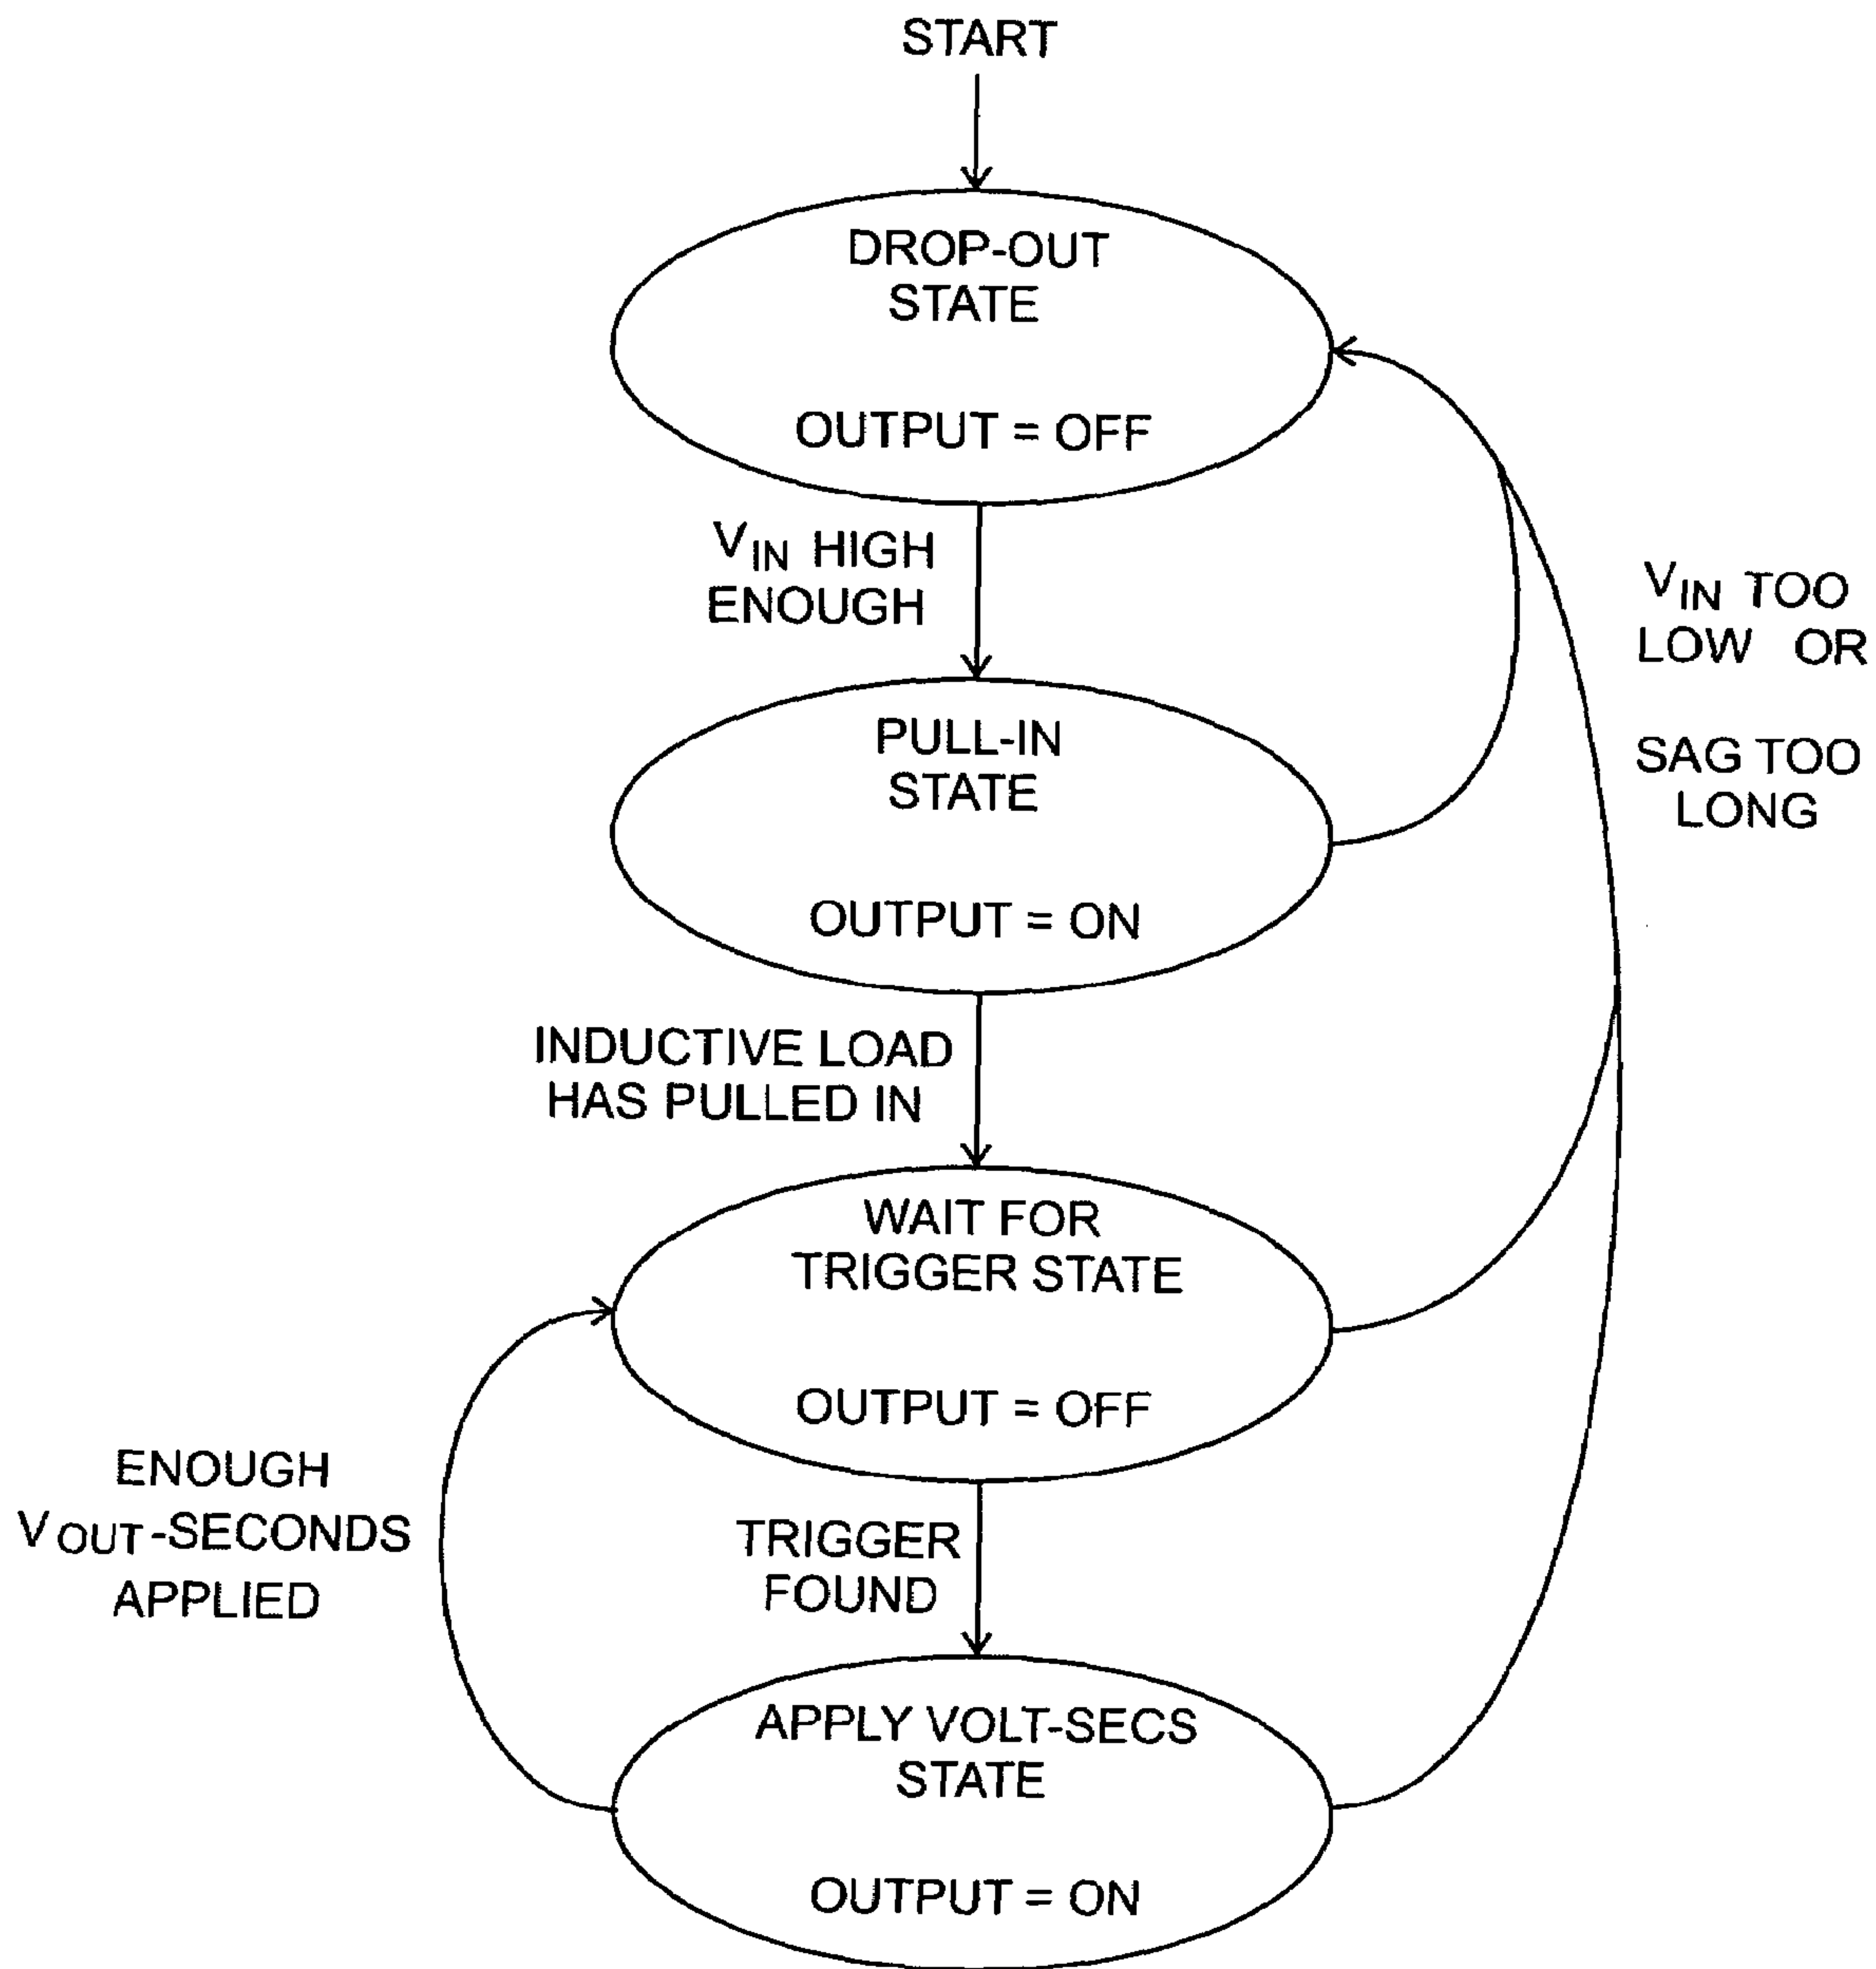 START
DROP-OUT
STATE
OUTPUT = OFF
VIN HIGH
ENOUGH
VIN TOO
LOW OR
SAG TOO
LONG
PULL-IN
STATE
OUTPUT = ON
INDUCTIVE LOAD
HAS PULLED IN
WAIT FOR
TRIGGER STATE
OUTPUT = OFF
ENOUGH
VOUT-SECONDS
APPLIED
TRIGGER
FOUND
APPLY VOLT-SECS
STATE
OUTPUT = ON